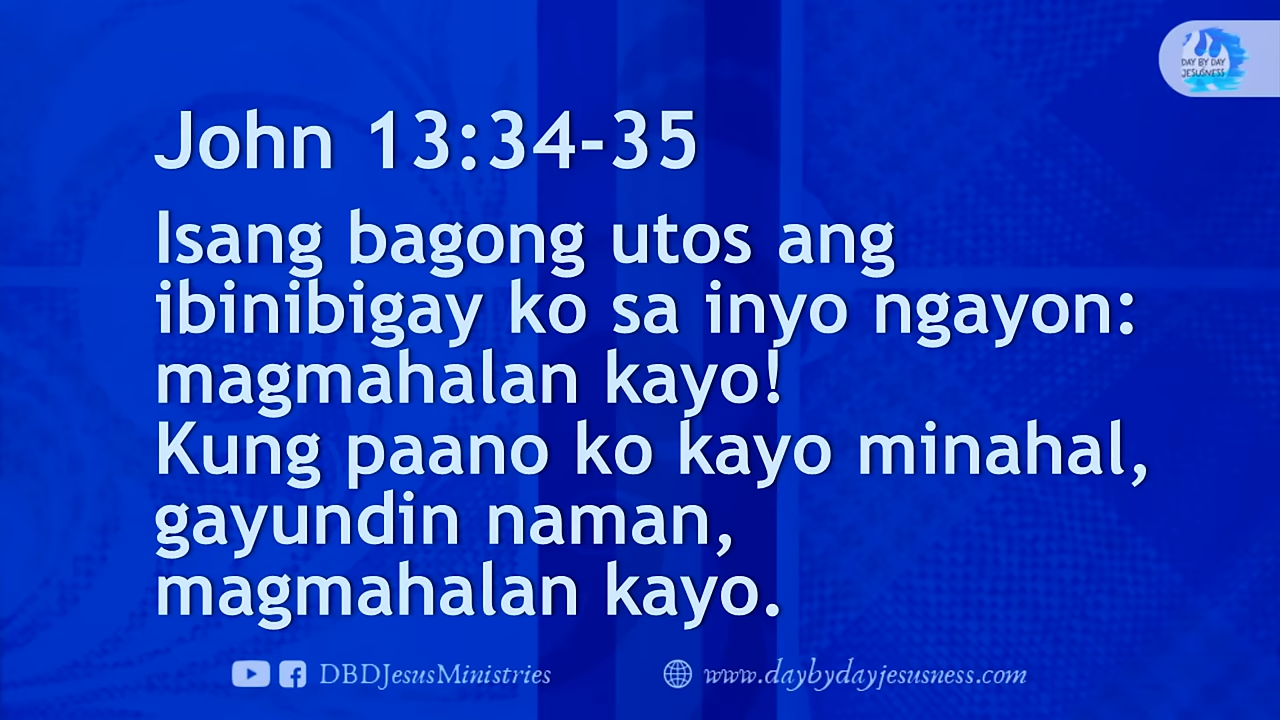 DAY BY DAY
JESUSNESS
John 13:34-35
Isang bagong utos ang
ibinibigay ko sa inyo ngayon:
magmahalan kayo!
Kung paano ko kayo minahal,
gayundin naman,
magmahalan kayo.
DBDJesusMinistries
www.daybydayjesusness.com